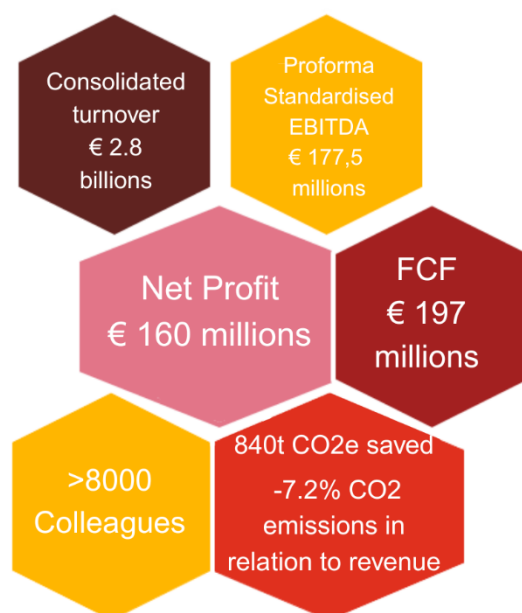 Consolidated
turnover
€ 2.8
billions
Proforma
Standardised
EBITDA
€ 177,5
millions
Net Profit
€ 160 millions
FCF
€ 197
millions
>8000
Colleagues
840t CO2e saved
-7.2% CO2
emissions in
relation to revenue